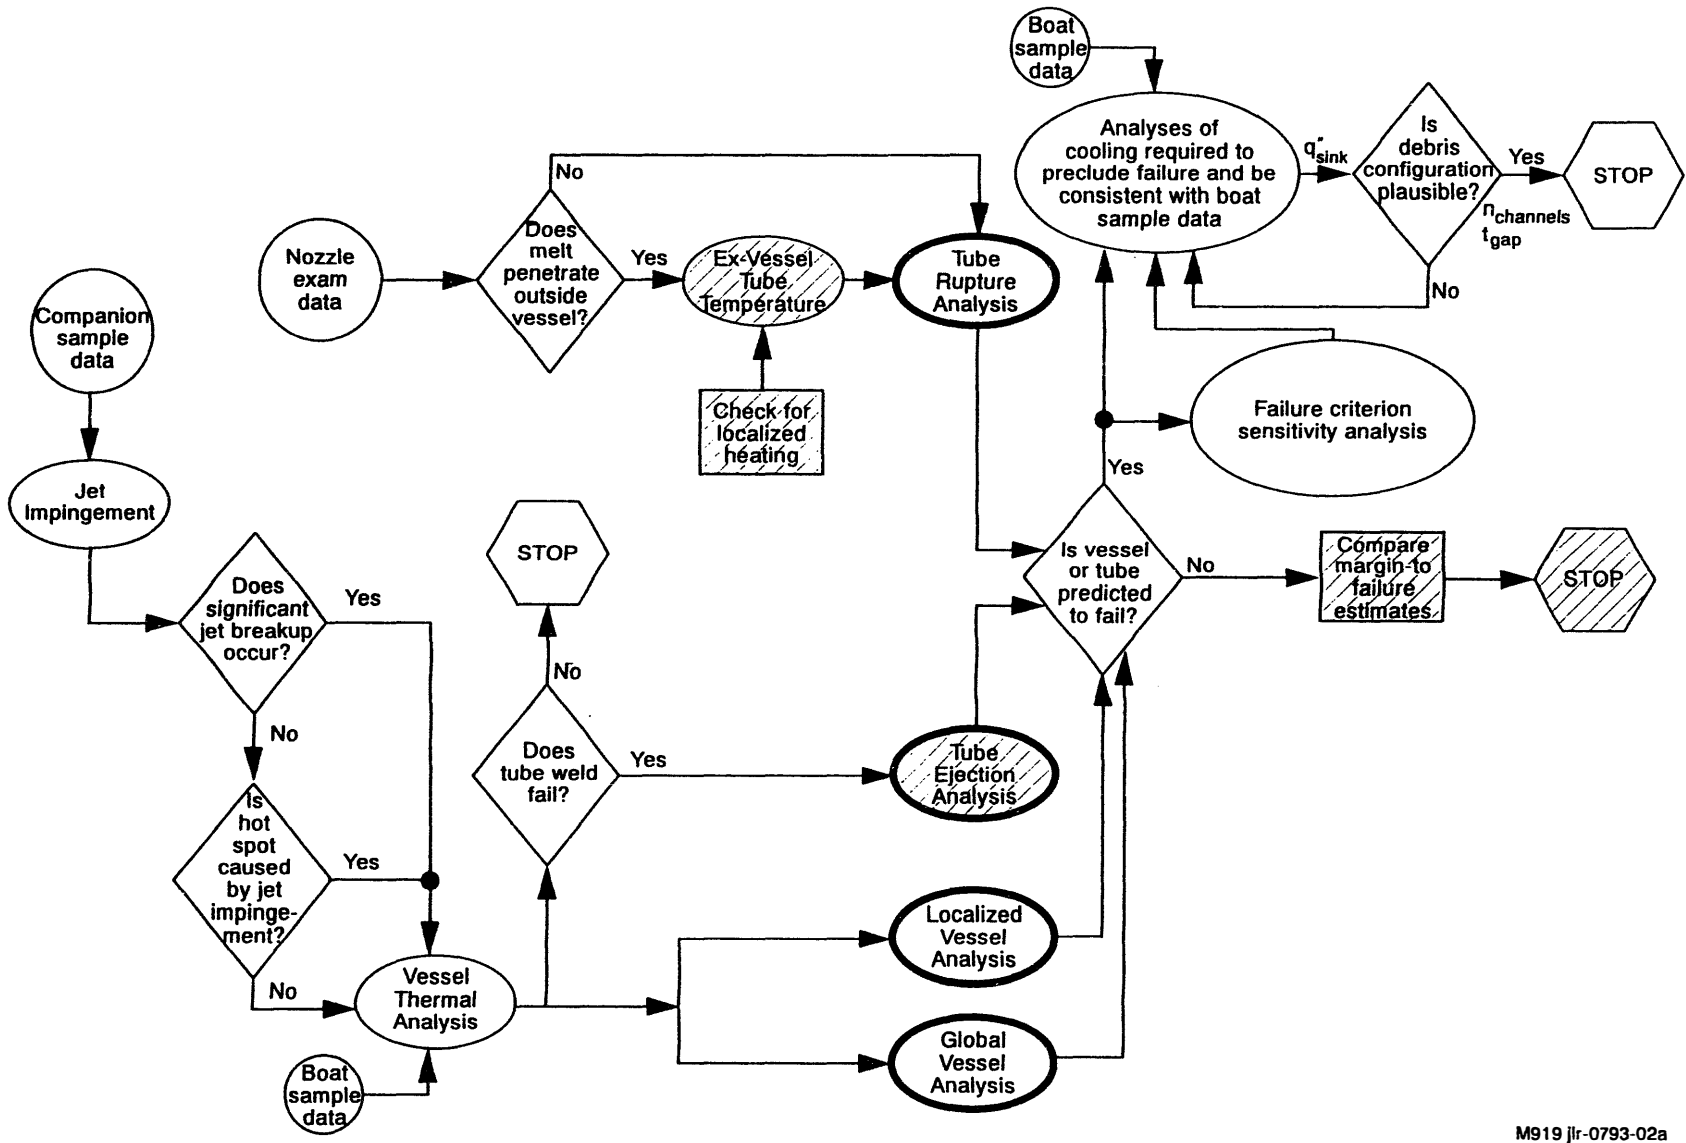 Boat
sample
data
Analyses of
cooling required to
preclude failure and be
consistent with boat
sample data
q"sink
Is
debris
configuration
plausible?
Yes
STOP
nchannels
tgap
No
No
Nozzle
exam
data
Does
melt
penetrate
outside
vessel?
Yes
Ex-Vessel
Tube
Temperature
Tube
Rupture
Analysis
Companion
sample
data
Check for
localized
heating
Failure criterion
sensitivity analysis
Yes
Jet
Impingement
STOP
Is vessel
or tube
predicted
to fail?
No
Compare
margin-to
failure
estimates
STOP
Does
significant
jet breakup
occur?
Yes
No
No
Does
tube weld
fail?
Yes
Tube
Ejection
Analysis
Is
hot
spot
caused
by jet
impinge-
ment?
Yes
No
Localized
Vessel
Analysis
Vessel
Thermal
Analysis
Global
Vessel
Analysis
Boat
sample
data
M919 jlr-0793-02a